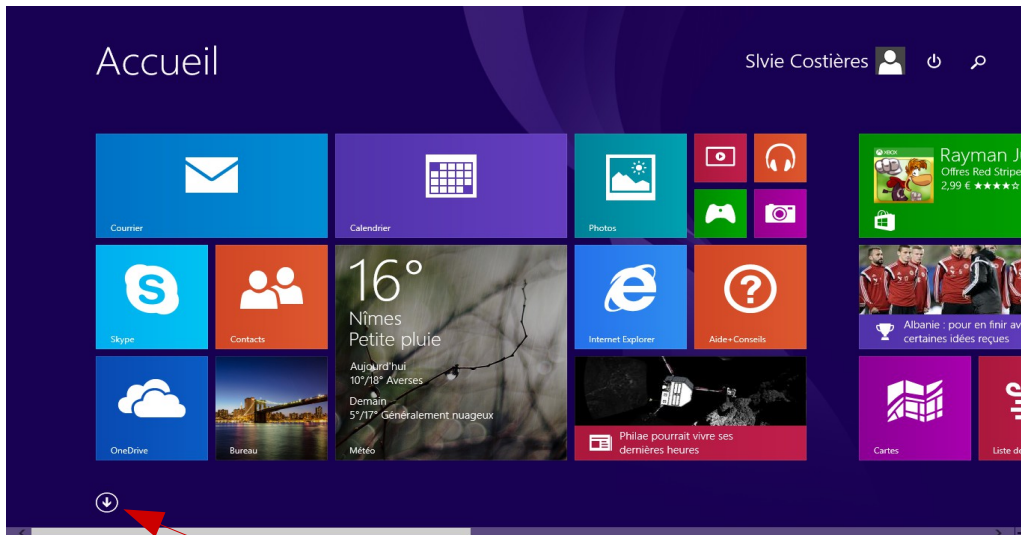 Accueil
Slvie Costières
Courrier
Calendrier
Photos
XBOX
Rayman
Offres Red Stripe
2,99 €
Skype
Contacts
16°
Nîmes
Petite pluie
Aujourd'hui
10°/18° Averses
Demain
5°/17° Généralement nuageux
Météo
Internet Explorer
Aide+Conseils
Albanie : pour en finir
certaines idées reçues
OneDrive
Bureau
Philae pourrait vivre ses
dernières heures
Cartes
Liste